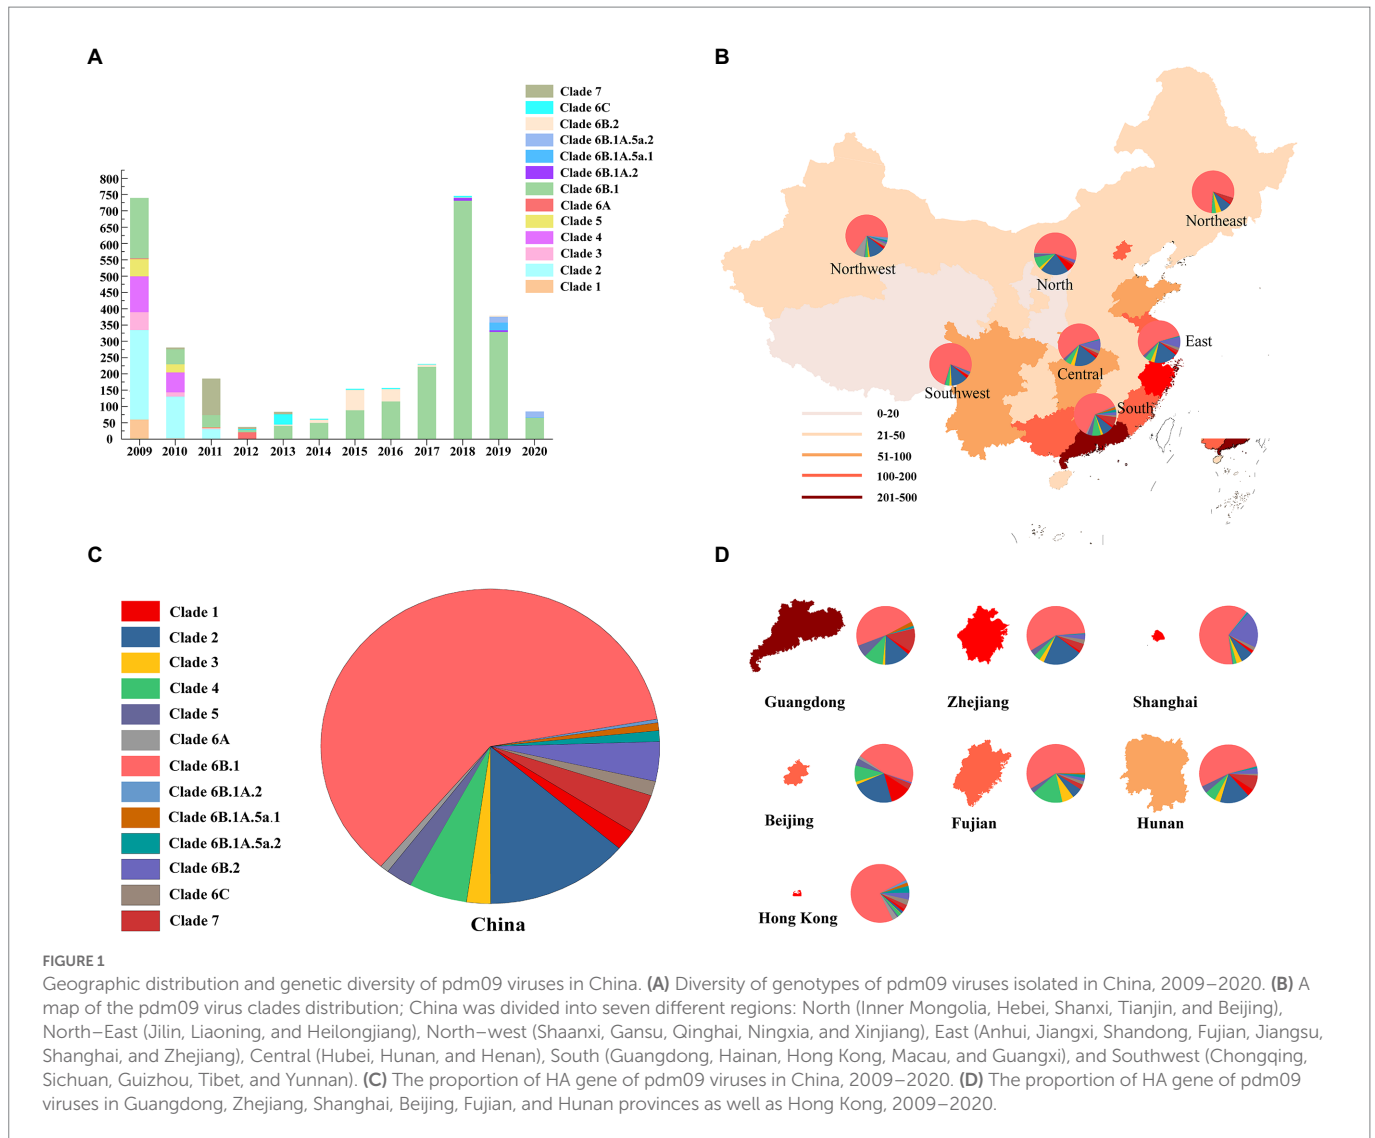 A
Clade 7
Clade 6C
Clade 6B.2
Clade 6B.1A.5a.2
Clade 6B.1A.5a.1
Clade 6B.1A.2
Clade 6B.1
Clade 6A
Clade 5
Clade 4
Clade 3
Clade 2
Clade 1
800
750
700
650
600
550
500
450
400
350
300
250
200
150
100
50
0
2009 2010 2011 2012 2013 2014 2015 2016 2017 2018 2019 2020
B
Northeast
Northwest
North
East
Central
Southwest
South
0-20
21-50
51-100
100-200
201-500
C
Clade 1
Clade 2
Clade 3
Clade 4
Clade 5
Clade 6A
Clade 6B.1
Clade 6B.1A.2
Clade 6B.1A.5a.1
Clade 6B.1A.5a.2
Clade 6B.2
Clade 6C
Clade 7
China
D
Guangdong Zhejiang Shanghai
Beijing Fujian Hunan
Hong Kong
FIGURE 1
Geographic distribution and genetic diversity of pdm09 viruses in China. (A) Diversity of genotypes of pdm09 viruses isolated in China, 2009–2020. (B) A
map of the pdm09 virus clades distribution; China was divided into seven different regions: North (Inner Mongolia, Hebei, Shanxi, Tianjin, and Beijing),
North–East (Jilin, Liaoning, and Heilongjiang), North–west (Shaanxi, Gansu, Qinghai, Ningxia, and Xinjiang), East (Anhui, Jiangxi, Shandong, Fujian, Jiangsu,
Shanghai, and Zhejiang), Central (Hubei, Hunan, and Henan), South (Guangdong, Hainan, Hong Kong, Macau, and Guangxi), and Southwest (Chongqing,
Sichuan, Guizhou, Tibet, and Yunnan). (C) The proportion of HA gene of pdm09 viruses in China, 2009–2020. (D) The proportion of HA gene of pdm09
viruses in Guangdong, Zhejiang, Shanghai, Beijing, Fujian, and Hunan provinces as well as Hong Kong, 2009–2020.